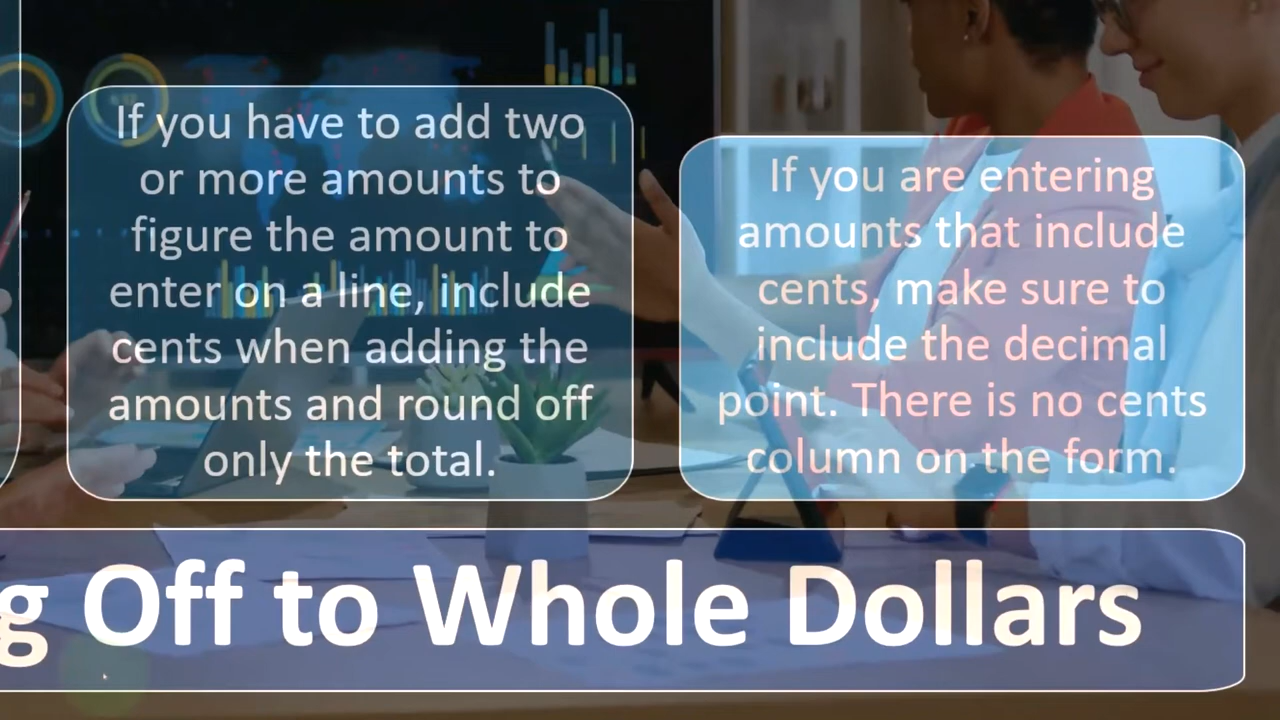 If you have to add two
or more amounts to
figure the amount to
enter on a line, include
cents when adding the
amounts and round off
only the total.
If you are entering
amounts that include
cents, make sure to
include the decimal
point. There is no cents
column on the form.
g Off to Whole Dollars